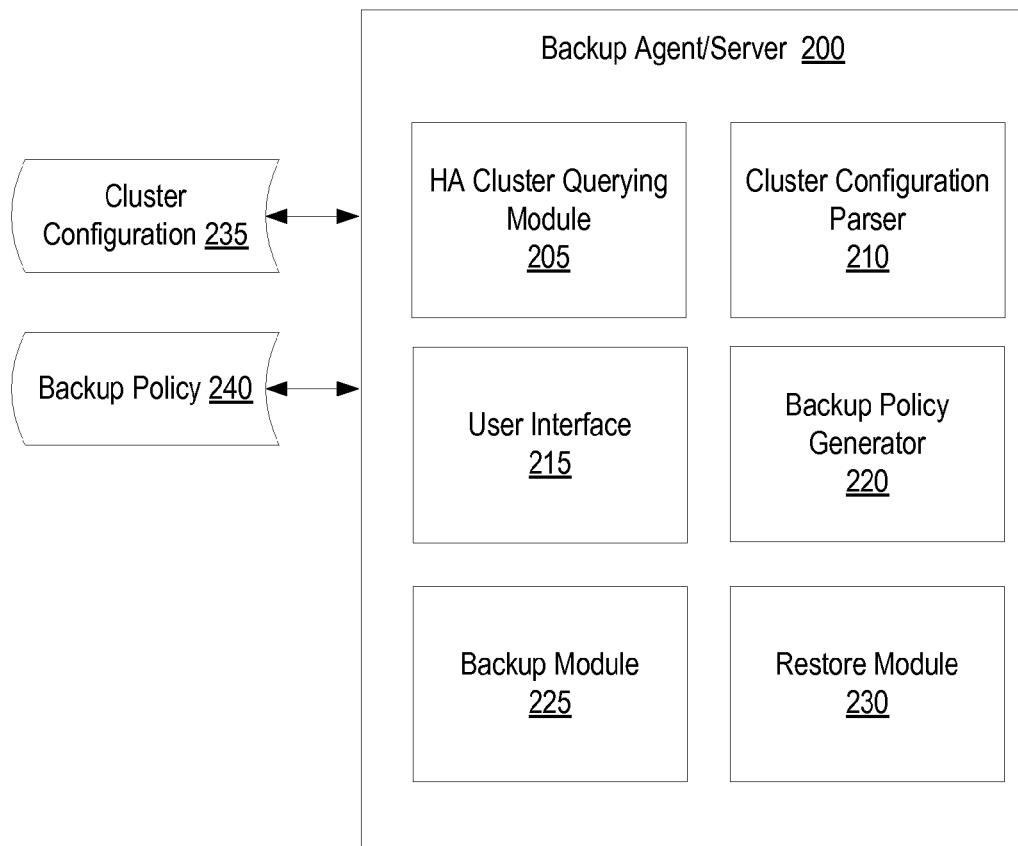 Backup Agent/Server 200
Cluster
Configuration 235
HA Cluster Querying
Module
205
Cluster Configuration
Parser
210
Backup Policy 240
User Interface
215
Backup Policy
Generator
220
Backup Module
225
Restore Module
230